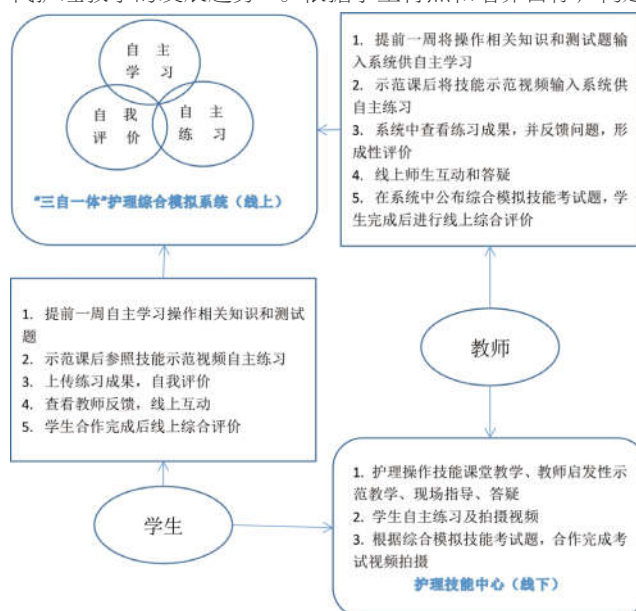 自 主
学 习
自 我
评 价
自 主
练 习
“三自一体”护理综合模拟系统（线上）
1. 提前一周将操作相关知识和测试题
输入系统供自主学习
2. 示范课后将技能示范视频输入系统供
自主练习
3. 系统中查看练习成果，并反馈问题，形
成性评价
4. 线上师生互动和答疑
5. 在系统中公布综合模拟技能考试题，学
生完成后进行线上综合评价
1. 提前一周自主学习操作相关知识和测试
题
2. 示范课后参照技能示范视频自主练习
3. 上传练习成果，自我评价
4. 查看教师反馈，线上互动
5. 学生合作完成后线上综合评价
教师
学生
1. 护理操作技能课堂教学、教师启发性示
范教学、现场指导、答疑
2. 学生自主练习及拍摄视频
3. 根据综合模拟技能考试题，合作完成考
试视频拍摄
护理技能中心（线下）